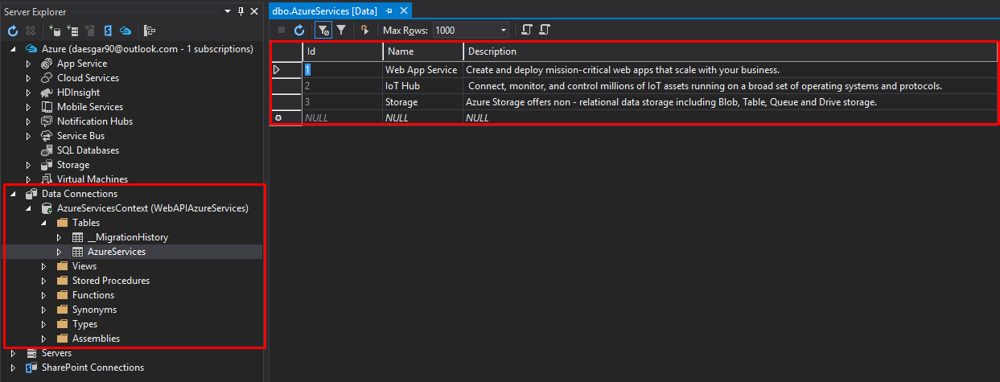 Server Explorer
Azure (daesgar90@outlook.com - 1 subscriptions)
App Service
Cloud Services
HDInsight
Mobile Services
Notification Hubs
Service Bus
SQL Databases
Storage
Virtual Machines
Data Connections
AzureServicesContext (WebAPIAzureServices)
Tables
__MigrationHistory
AzureServices
Views
Stored Procedures
Functions
Synonyms
Types
Assemblies
Servers
SharePoint Connections
dbo.AzureServices [Data]
Max Rows: 1000
Id Name Description
1 Web App Service Create and deploy mission-critical web apps that scale with your business.
2 IoT Hub Connect, monitor, and control millions of IoT assets running on a broad set of operating systems and protocols.
3 Storage Azure Storage offers non - relational data storage including Blob, Table, Queue and Drive storage.
NULL NULL NULL